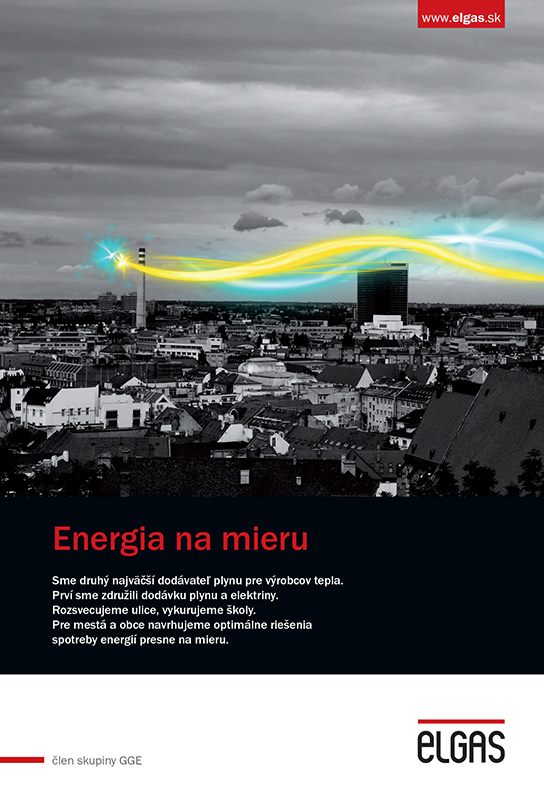 www.elgas.sk
Energia na mieru
Sme druhý najväčší dodávateľ plynu pre výrobcov tepla.
Prví sme združili dodávku plynu a elektriny.
Rozsvecujeme ulice, vykurujeme školy.
Pre mestá a obce navrhujeme optimálne riešenia
spotreby energií presne na mieru.
člen skupiny GGE
ELGAS